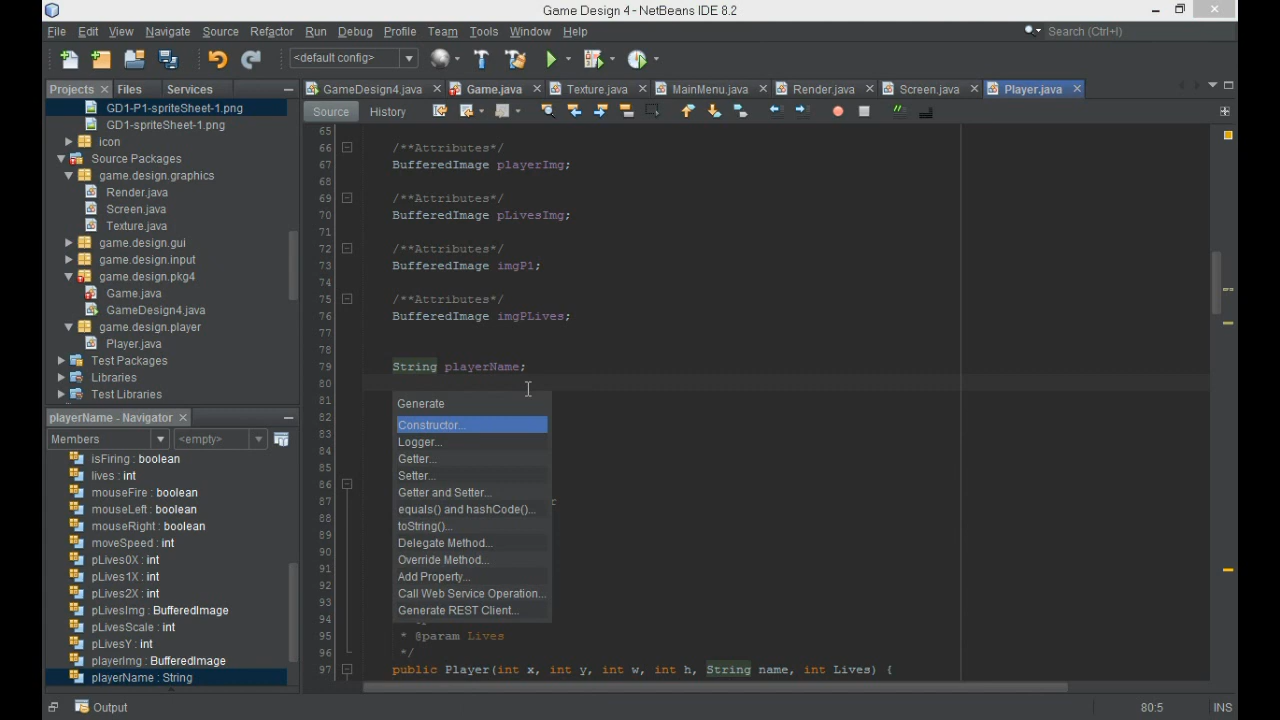 Game Design 4 - NetBeans IDE 8.2
File Edit View Navigate Source Refactor Run Debug Profile Team Tools Window Help
Search (Ctrl+I)
<default config>
Projects Files Services
GameDesign4.java Game.java Texture.java MainMenu.java Render.java Screen.java Player.java
Source History
GD1-P1-spriteSheet-1.png
GD1-spriteSheet-1.png
icon
Source Packages
game.design.graphics
Render.java
Screen.java
Texture.java
game.design.gui
game.design.input
game.design.pkg4
Game.java
GameDesign4.java
game.design.player
Player.java
Test Packages
Libraries
Test Libraries
playerName - Navigator
Members <empty>
isFiring : boolean
lives : int
mouseFire : boolean
mouseLeft : boolean
mouseRight : boolean
moveSpeed : int
pLives0X : int
pLives1X : int
pLives2X : int
pLivesImg : BufferedImage
pLivesScale : int
pLivesY : int
playerImg : BufferedImage
playerName : String
65
66 /**Attributes*/
67 BufferedImage playerImg;
68
69 /**Attributes*/
70 BufferedImage pLivesImg;
71
72 /**Attributes*/
73 BufferedImage imgP1;
74
75 /**Attributes*/
76 BufferedImage imgPLives;
77
78
79 String playerName;
80
81
82
83
84
85
86
87
88
89
90
91
92
93
94
95 * @param Lives
96 */
97 public Player(int x, int y, int w, int h, String name, int Lives) {
Generate
Constructor...
Logger...
Getter...
Setter...
Getter and Setter...
equals() and hashCode()...
toString()...
Delegate Method...
Override Method...
Add Property...
Call Web Service Operation...
Generate REST Client...
Output
80:5 INS